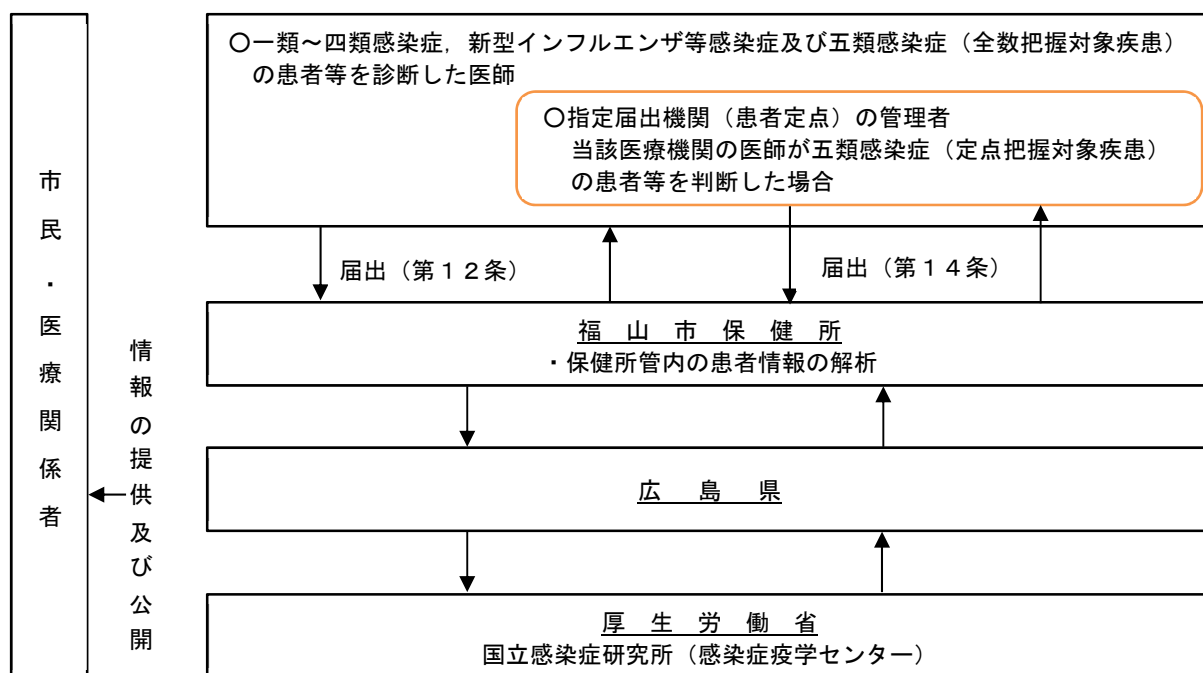 市民・医療関係者
情報の提供及び公開
〇一類~四類感染症,新型インフルエンザ等感染症及び五類感染症(全数把握対象疾患)
の患者等を診断した医師
〇指定届出機関(患者定点)の管理者
当該医療機関の医師が五類感染症(定点把握対象疾患)
の患者等を判断した場合
届出(第12条)
届出(第14条)
福山市保健所
・保健所管内の患者情報の解析
広島県
厚生労働省
国立感染症研究所(感染症疫学センター)